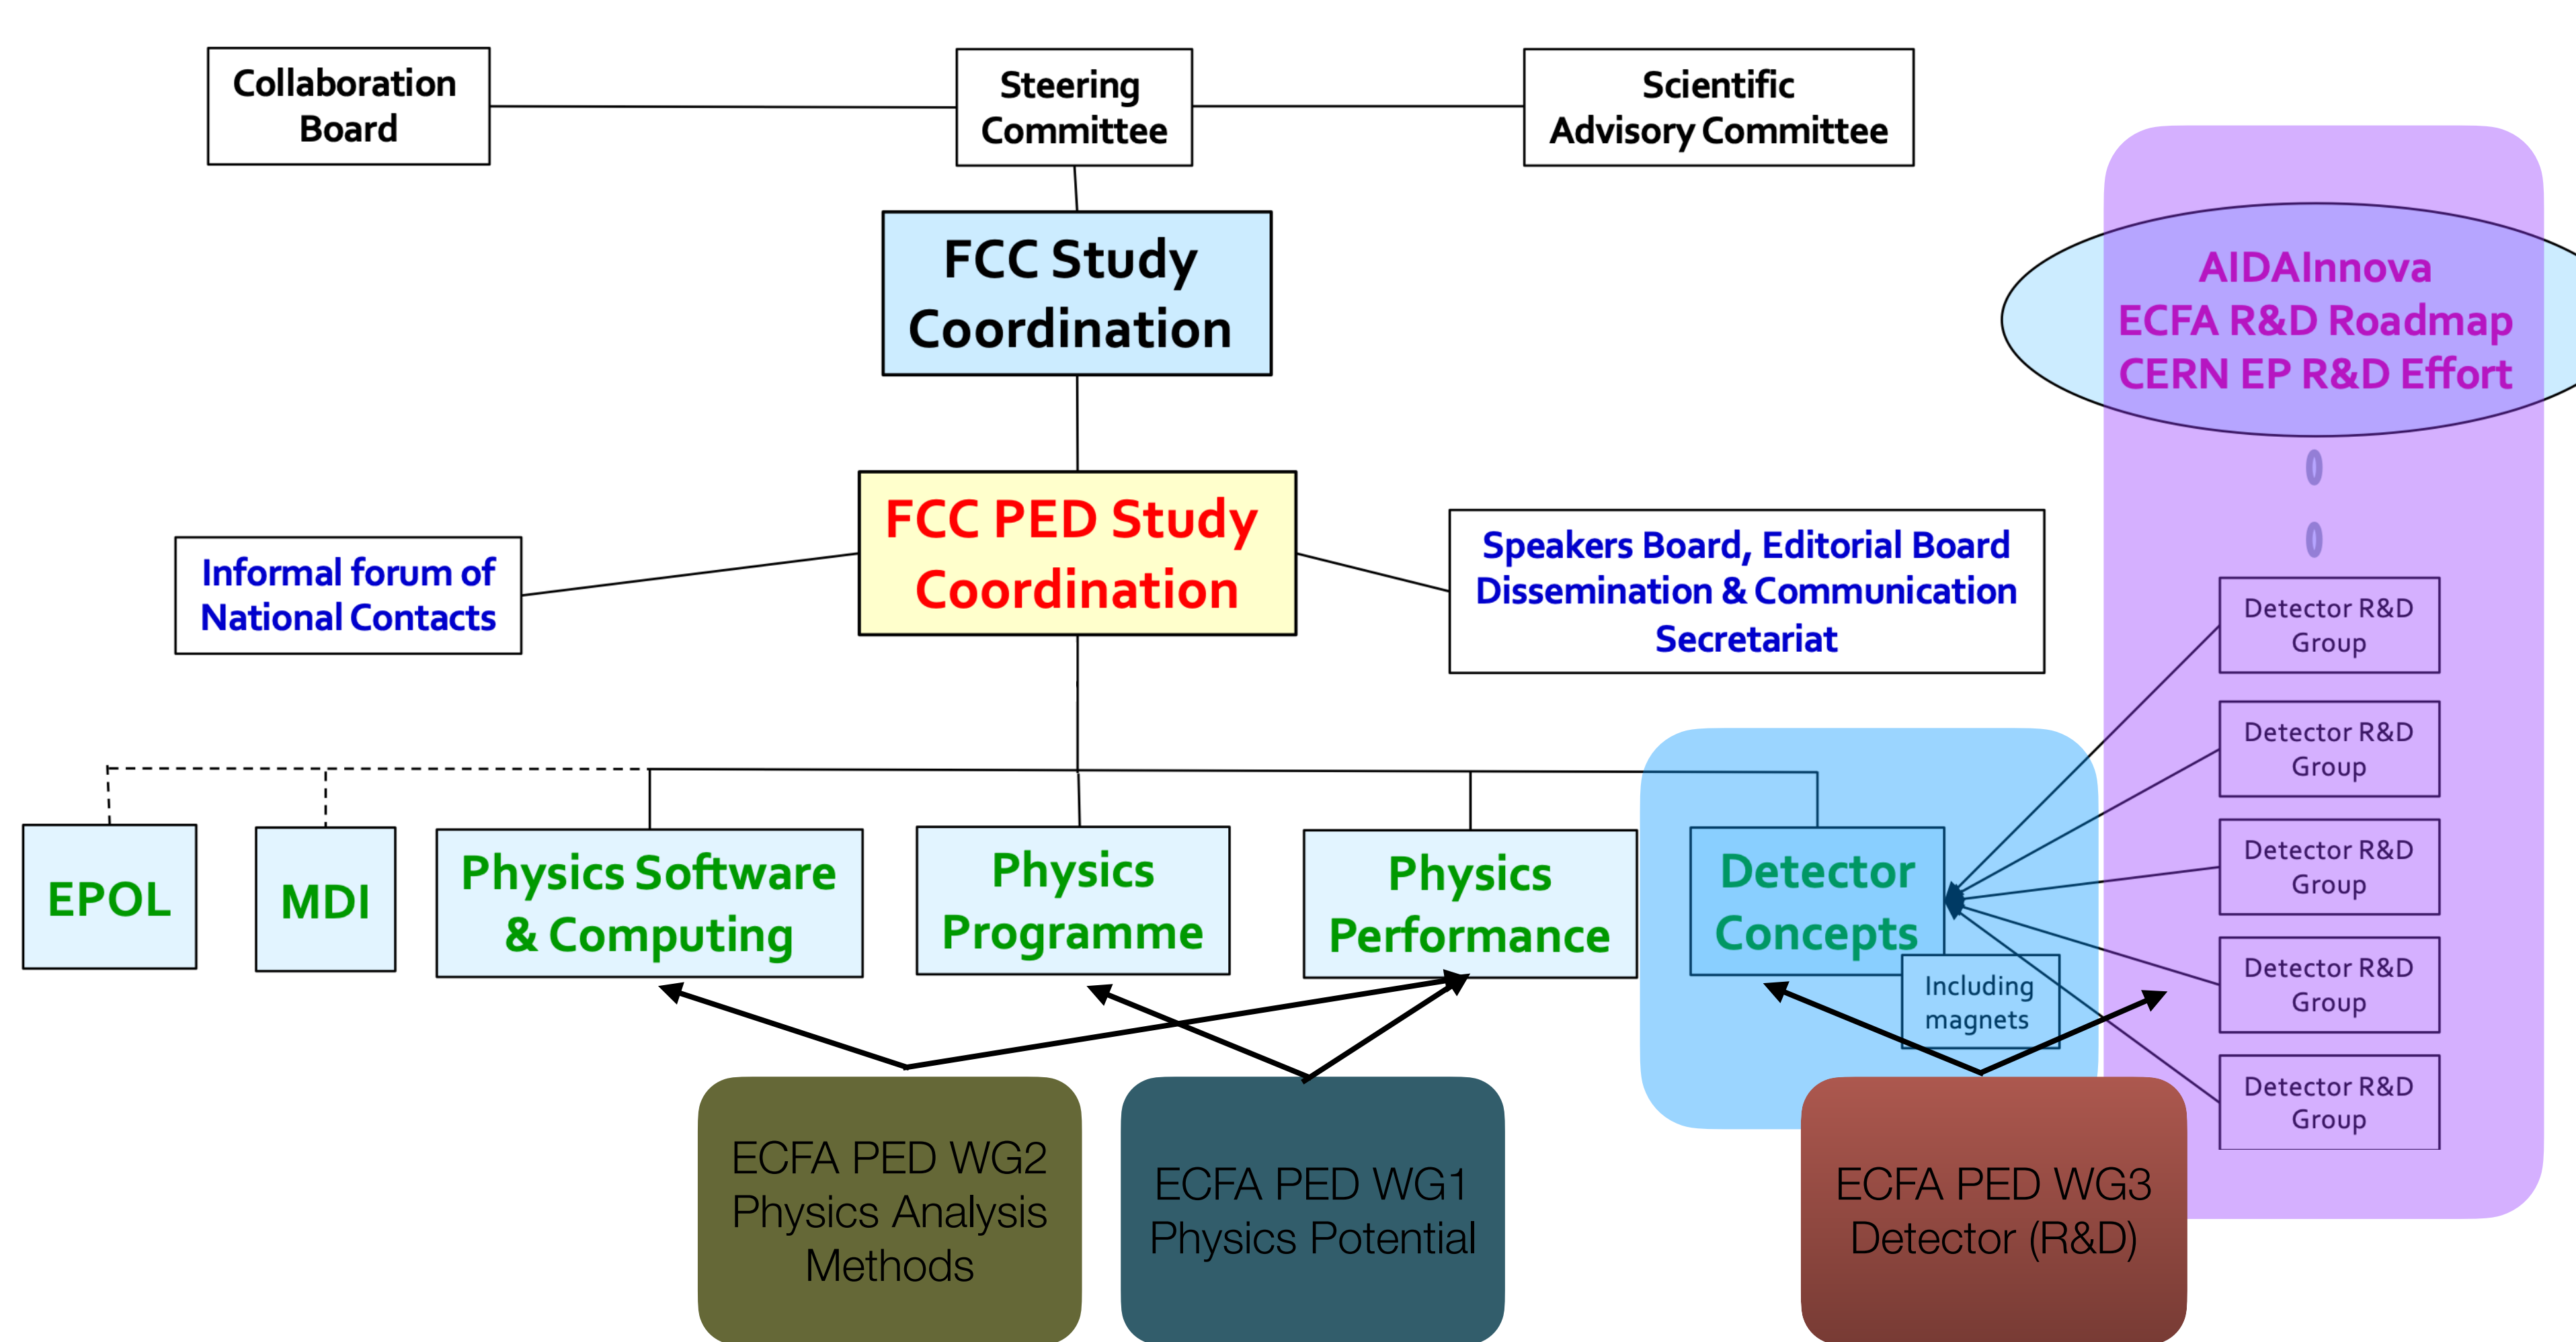 Collaboration
Board
Steering
Committee
Scientific
Advisory Committee
FCC Study
Coordination
AIDAInnova
ECFA R&D Roadmap
CERN EP R&D Effort
FCC PED Study
Coordination
Informal forum of
National Contacts
Speakers Board, Editorial Board
Dissemination & Communication
Secretariat
Detector R&D
Group
Detector R&D
Group
Detector R&D
Group
Detector R&D
Group
Detector R&D
Group
EPOL
MDI
Physics Software
& Computing
Physics
Programme
Physics
Performance
Detector
Concepts
Including
magnets
ECFA PED WG2
Physics Analysis
Methods
ECFA PED WG1
Physics Potential
ECFA PED WG3
Detector (R&D)